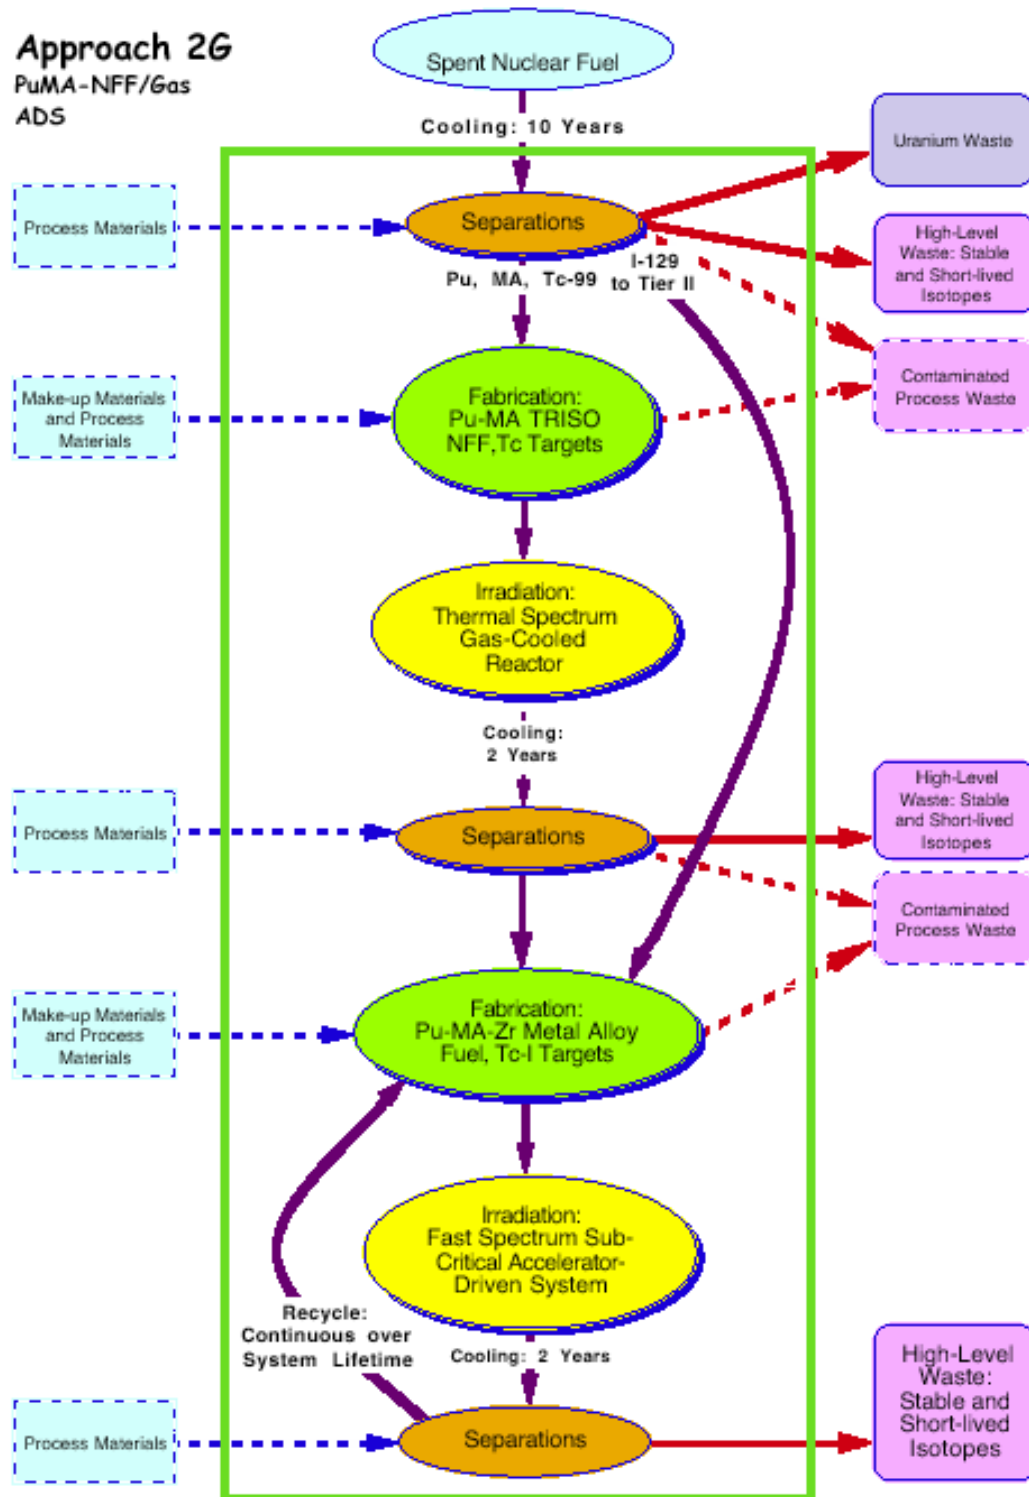 Approach 2G
PuMA-NFF/Gas
ADS
Spent Nuclear Fuel
Cooling: 10 Years
Uranium Waste
Process Materials
Separations
High-Level
Waste: Stable
and Short-lived
Isotopes
Pu, MA, Tc-99
I-129
to Tier II
Contaminated
Process Waste
Make-up Materials
and Process
Materials
Fabrication:
Pu-MA TRISO
NFF,Tc Targets
Irradiation:
Thermal Spectrum
Gas-Cooled
Reactor
Cooling:
2 Years
Process Materials
Separations
High-Level
Waste: Stable
and Short-lived
Isotopes
Contaminated
Process Waste
Make-up Materials
and Process
Materials
Fabrication:
Pu-MA-Zr Metal Alloy
Fuel, Tc-I Targets
Irradiation:
Fast Spectrum Sub-
Critical Accelerator-
Driven System
Recycle:
Continuous over
System Lifetime
Cooling: 2 Years
Process Materials
Separations
High-Level
Waste:
Stable and
Short-lived
Isotopes